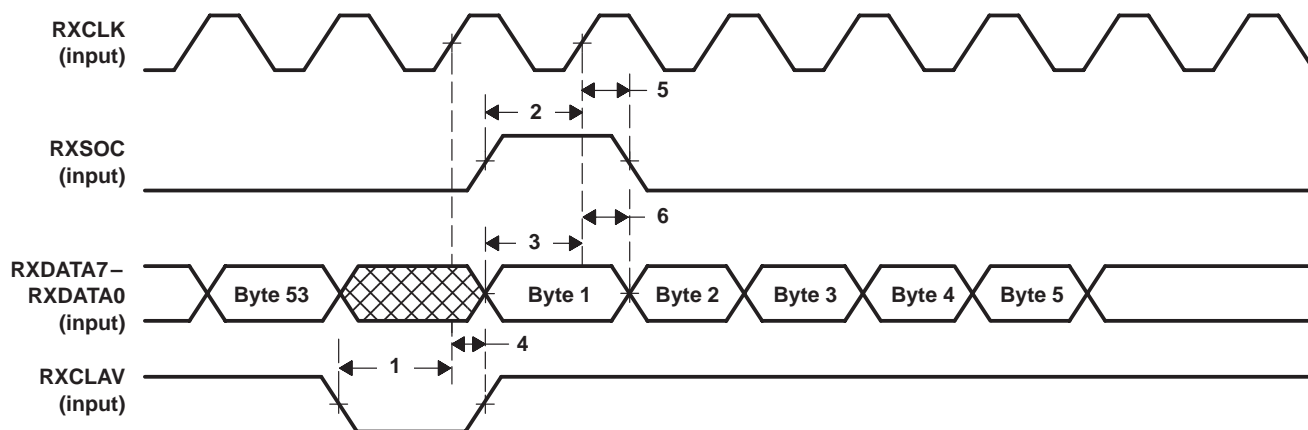 RXCLK
(input)
5
2
RXSOC
(input)
6
3
RXDATA7–
RXDATA0
(input)
Byte 53
Byte 1
Byte 2
Byte 3
Byte 4
Byte 5
4
1
RXCLAV
(input)